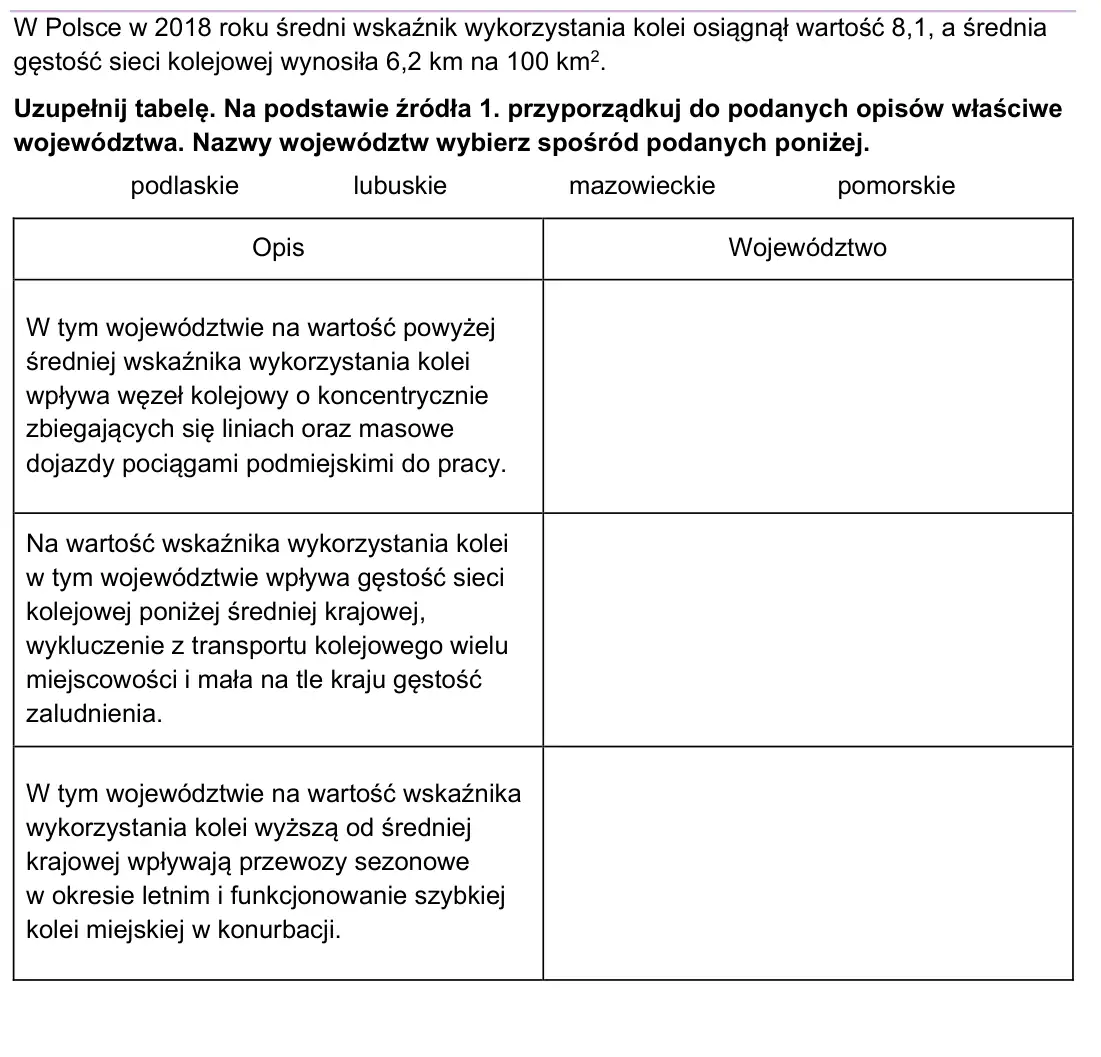 W Polsce w 2018 roku średni wskaźnik wykorzystania kolei osiągnął wartość 8,1, a średnia
gęstość sieci kolejowej wynosiła 6,2 km na 100 km².
Uzupełnij tabelę. Na podstawie źródła 1. przyporządkuj do podanych opisów właściwe
województwa. Nazwy województw wybierz spośród podanych poniżej.
podlaskie lubuskie mazowieckie pomorskie
Opis Województwo
W tym województwie na wartość powyżej
średniej wskaźnika wykorzystania kolei
wpływa węzeł kolejowy o koncentrycznie
zbiegających się liniach oraz masowe
dojazdy pociągami podmiejskimi do pracy.
Na wartość wskaźnika wykorzystania kolei
w tym województwie wpływa gęstość sieci
kolejowej poniżej średniej krajowej,
wykluczenie z transportu kolejowego wielu
miejscowości i mała na tle kraju gęstość
zaludnienia.
W tym województwie na wartość wskaźnika
wykorzystania kolei wyższą od średniej
krajowej wpływają przewozy sezonowe
w okresie letnim i funkcjonowanie szybkiej
kolei miejskiej w konurbacji.